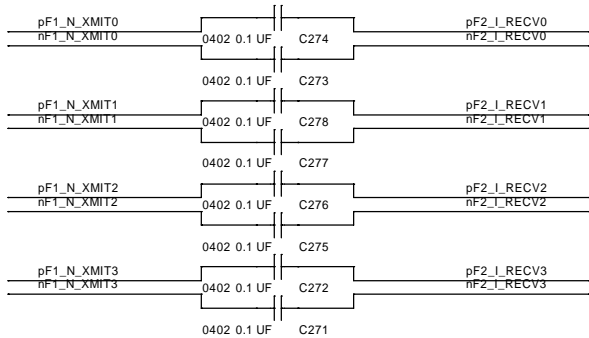 pF1_N_XMIT0 pF2_I_RECV0
nF1_N_XMIT0 nF2_I_RECV0
0402 0.1 UF C274
0402 0.1 UF C273
pF1_N_XMIT1 pF2_I_RECV1
nF1_N_XMIT1 nF2_I_RECV1
0402 0.1 UF C278
0402 0.1 UF C277
pF1_N_XMIT2 pF2_I_RECV2
nF1_N_XMIT2 nF2_I_RECV2
0402 0.1 UF C276
0402 0.1 UF C275
pF1_N_XMIT3 pF2_I_RECV3
nF1_N_XMIT3 nF2_I_RECV3
0402 0.1 UF C272
0402 0.1 UF C271